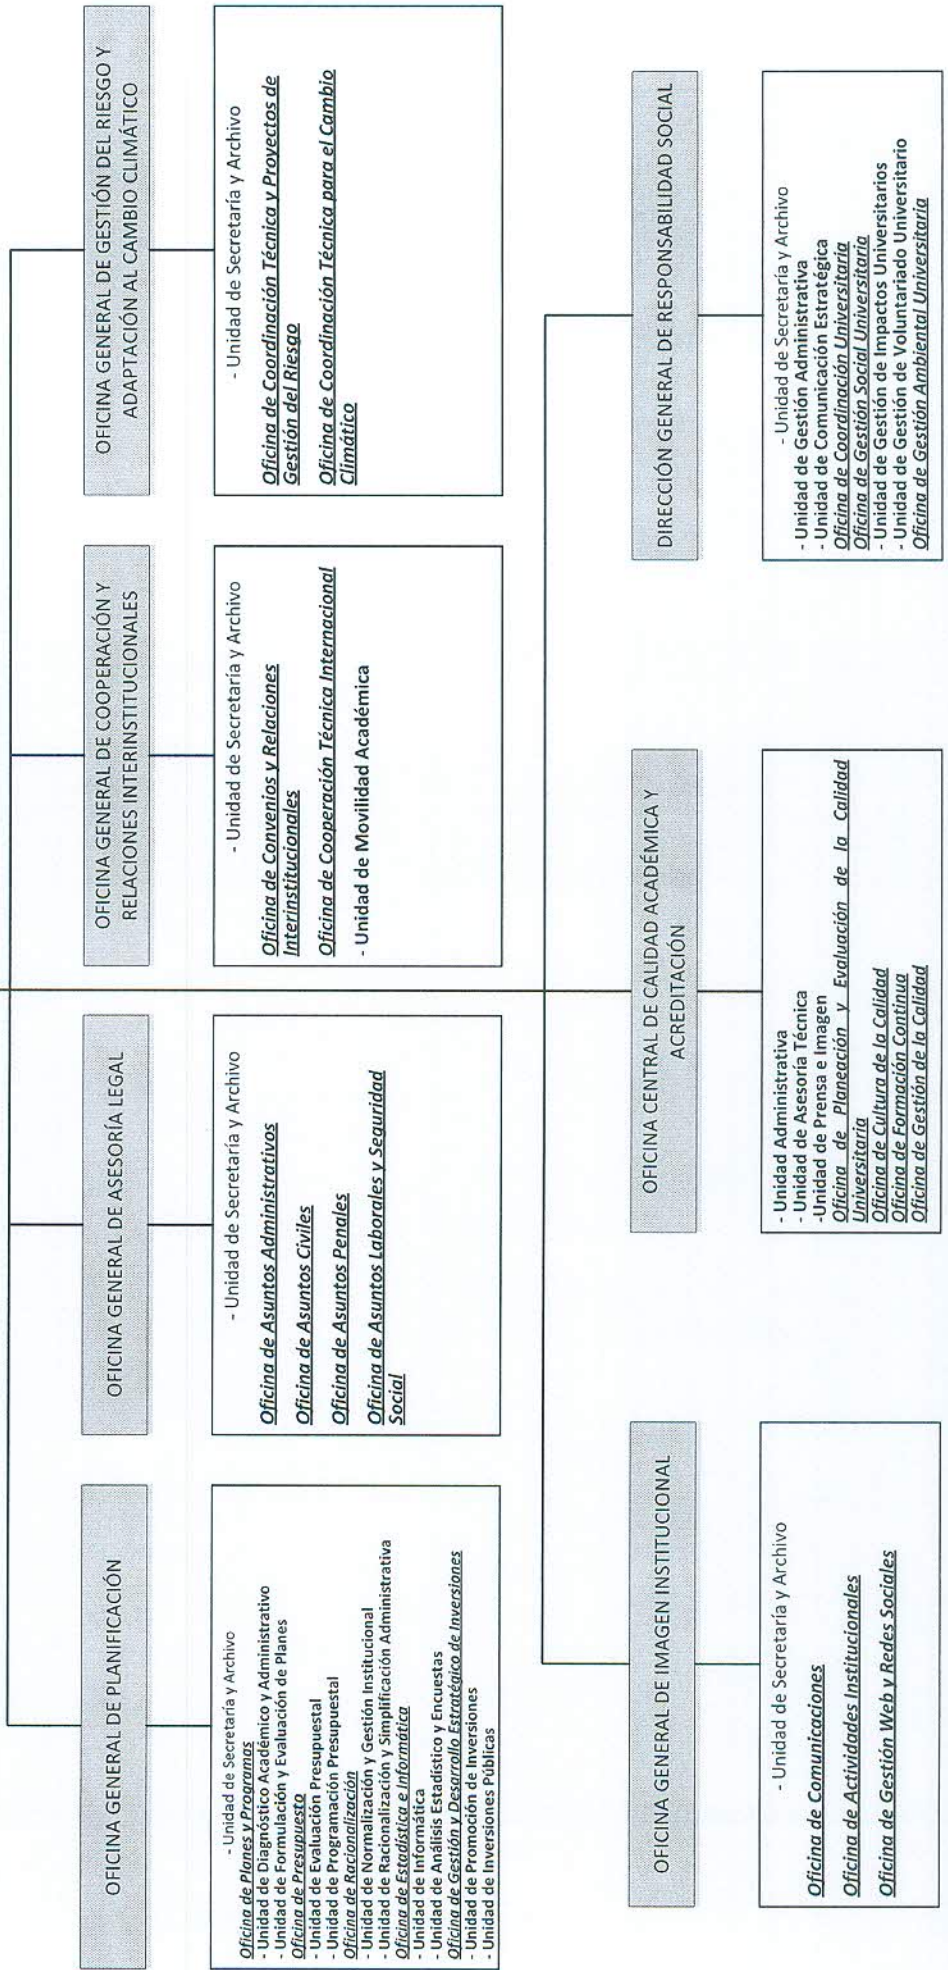 OFICINA GENERAL DE PLANIFICACIÓN
- Unidad de Secretaría y Archivo
Oficina de Planes y Programas
- Unidad de Diagnóstico Académico y Administrativo
- Unidad de Formulación y Evaluación de Planes
Oficina de Presupuesto
- Unidad de Evaluación Presupuestal
- Unidad de Programación Presupuestal
Oficina de Racionalización
- Unidad de Normalización y Gestión Institucional
- Unidad de Racionalización y Simplificación Administrativa
Oficina de Estadística e Informática
- Unidad de Informática
- Unidad de Análisis Estadístico y Encuestas
Oficina de Gestión y Desarrollo Estratégico de Inversiones
- Unidad de Promoción de Inversiones
- Unidad de Inversiones Públicas
OFICINA GENERAL DE ASESORÍA LEGAL
- Unidad de Secretaría y Archivo
Oficina de Asuntos Administrativos
Oficina de Asuntos Civiles
Oficina de Asuntos Penales
Oficina de Asuntos Laborales y Seguridad
Social
OFICINA GENERAL DE COOPERACIÓN Y
RELACIONES INTERINSTITUCIONALES
- Unidad de Secretaría y Archivo
Oficina de Convenios y Relaciones
Interinstitucionales
Oficina de Cooperación Técnica Internacional
- Unidad de Movilidad Académica
OFICINA GENERAL DE GESTIÓN DEL RIESGO Y
ADAPTACIÓN AL CAMBIO CLIMÁTICO
- Unidad de Secretaría y Archivo
Oficina de Coordinación Técnica y Proyectos de
Gestión del Riesgo
Oficina de Coordinación Técnica para el Cambio
Climático
OFICINA GENERAL DE IMAGEN INSTITUCIONAL
- Unidad de Secretaría y Archivo
Oficina de Comunicaciones
Oficina de Actividades Institucionales
Oficina de Gestión Web y Redes Sociales
OFICINA CENTRAL DE CALIDAD ACADÉMICA Y
ACREDITACIÓN
- Unidad Administrativa
- Unidad de Asesoría Técnica
-Unidad de Prensa e Imagen
Oficina de Planeación y Evaluación de la Calidad
Universitaria
Oficina de Cultura de la Calidad
Oficina de Formación Continua
Oficina de Gestión de la Calidad
DIRECCIÓN GENERAL DE RESPONSABILIDAD SOCIAL
- Unidad de Secretaría y Archivo
- Unidad de Gestión Administrativa
- Unidad de Comunicación Estratégica
Oficina de Coordinación Universitaria
Oficina de Gestión Social Universitaria
- Unidad de Gestión de Impactos Universitarios
- Unidad de Gestión de Voluntariado Universitario
Oficina de Gestión Ambiental Universitaria